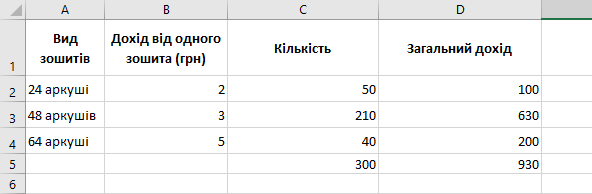 A B C D
1 Вид зошитів Дохід від одного зошита (грн) Кількість Загальний дохід
2 24 аркуші 2 50 100
3 48 аркушів 3 210 630
4 64 аркуші 5 40 200
5 300 930
6